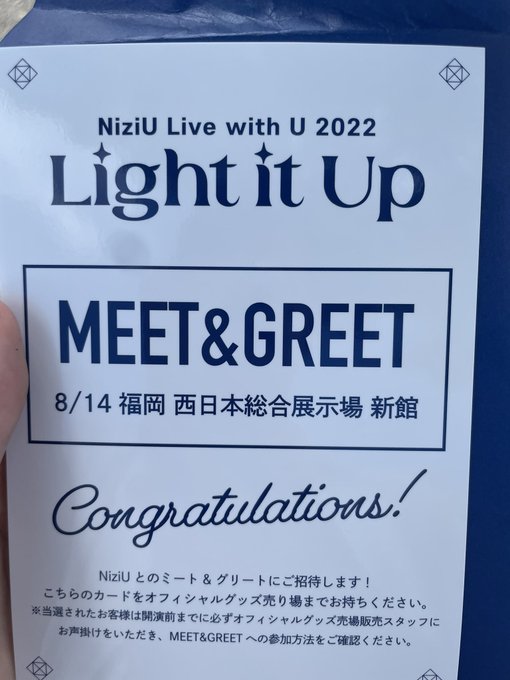 NiziU Live with U 2022
Light it Up
MEET&GREET
8/14 福岡 西日本総合展示場 新館
Congratulations!
NiziU とのミート & グリートにご招待します！
こちらのカードをオフィシャルグッズ売り場までお持ちください。
※当選されたお客様は開演前までに必ずオフィシャルグッズ売場販売スタッフに
お声掛けをいただき、MEET&GREET への参加方法をご確認ください。